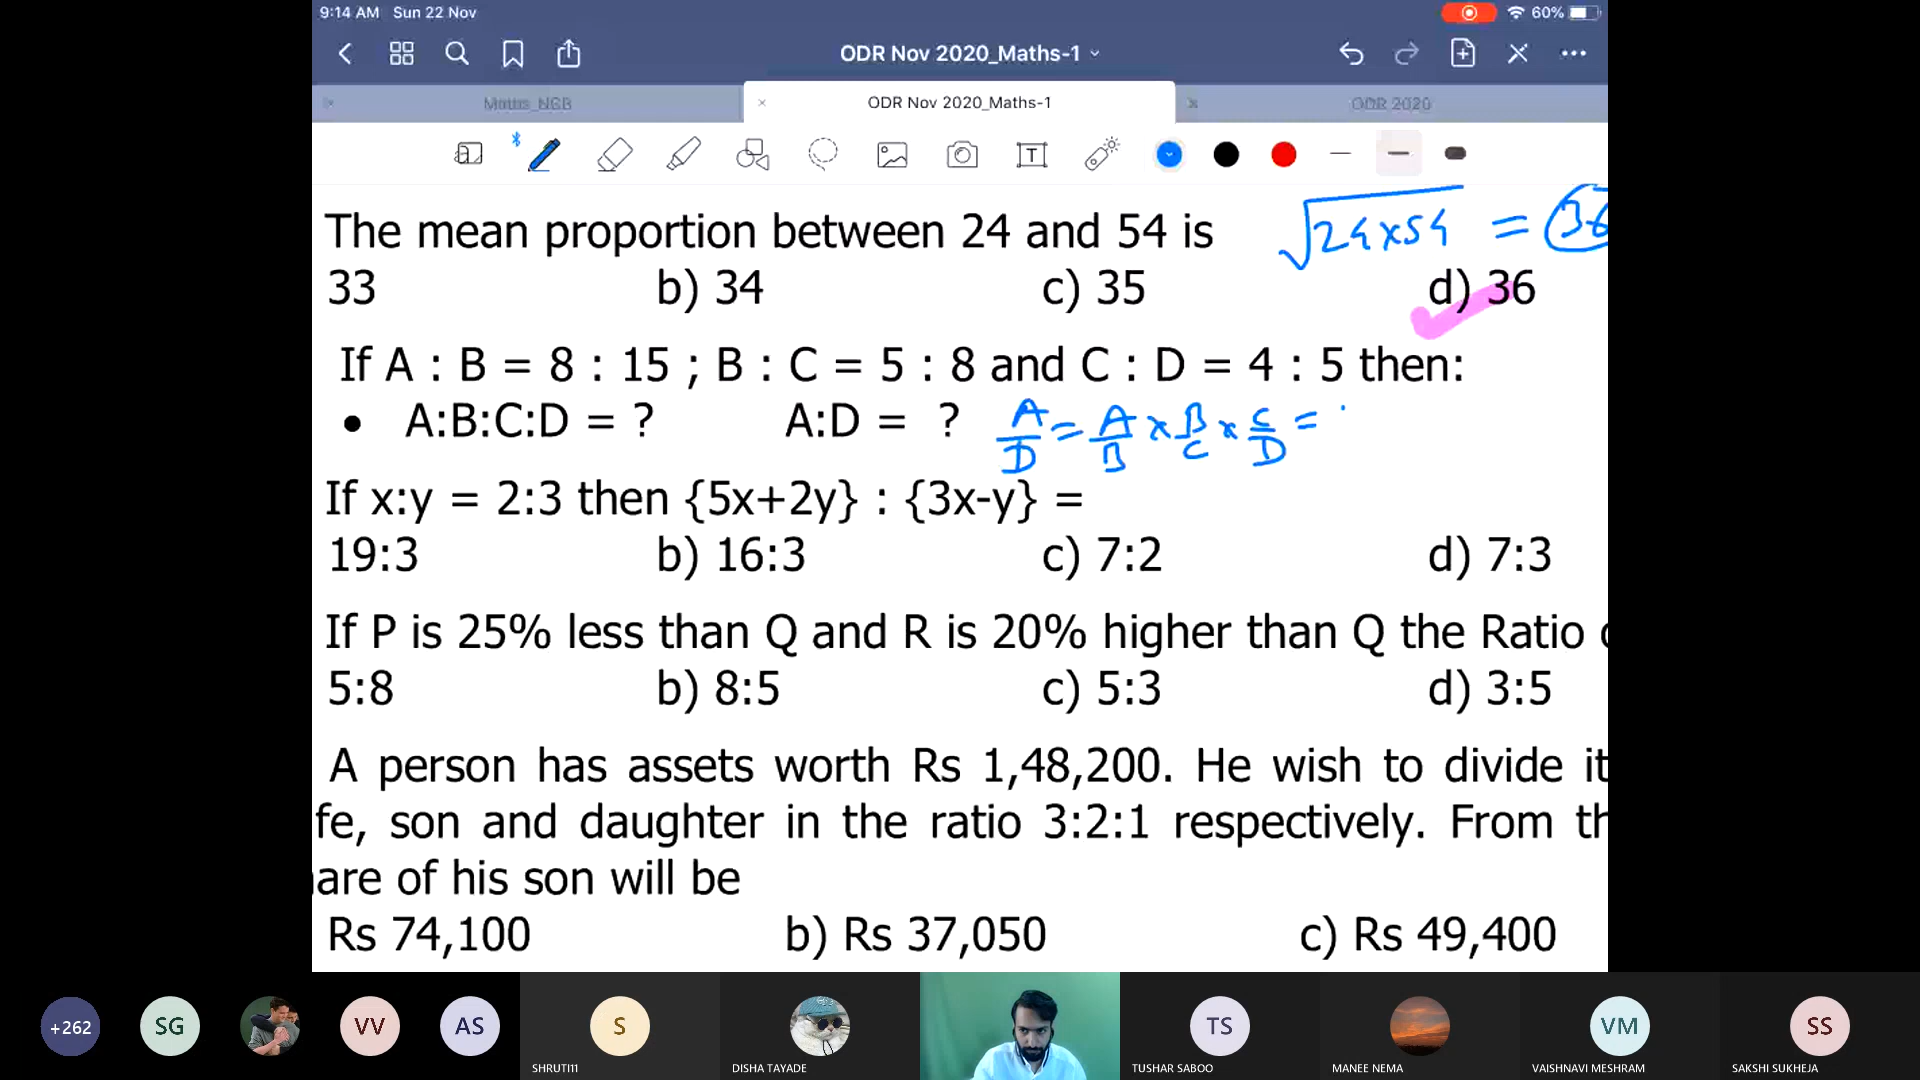 9:14 AM Sun 22 Nov
60%
ODR Nov 2020_Maths-1
Maths_NGB
ODR Nov 2020_Maths-1
ODR 2020
The mean proportion between 24 and 54 is √24×54 = 36
33 b) 34 c) 35 d) 36
If A : B = 8 : 15 ; B : C = 5 : 8 and C : D = 4 : 5 then:
• A:B:C:D = ? A:D = ? A/D = A/B × B/C × C/D =
If x:y = 2:3 then {5x+2y} : {3x-y} =
19:3 b) 16:3 c) 7:2 d) 7:3
If P is 25% less than Q and R is 20% higher than Q the Ratio
5:8 b) 8:5 c) 5:3 d) 3:5
A person has assets worth Rs 1,48,200. He wish to divide it
fe, son and daughter in the ratio 3:2:1 respectively. From th
are of his son will be
Rs 74,100 b) Rs 37,050 c) Rs 49,400
+262 SG VV AS S TS VM SS
SHRUTI11 DISHA TAYADE TUSHAR SABOO MANEE NEMA VAISHNAVI MESHRAM SAKSHI SUKHEJA